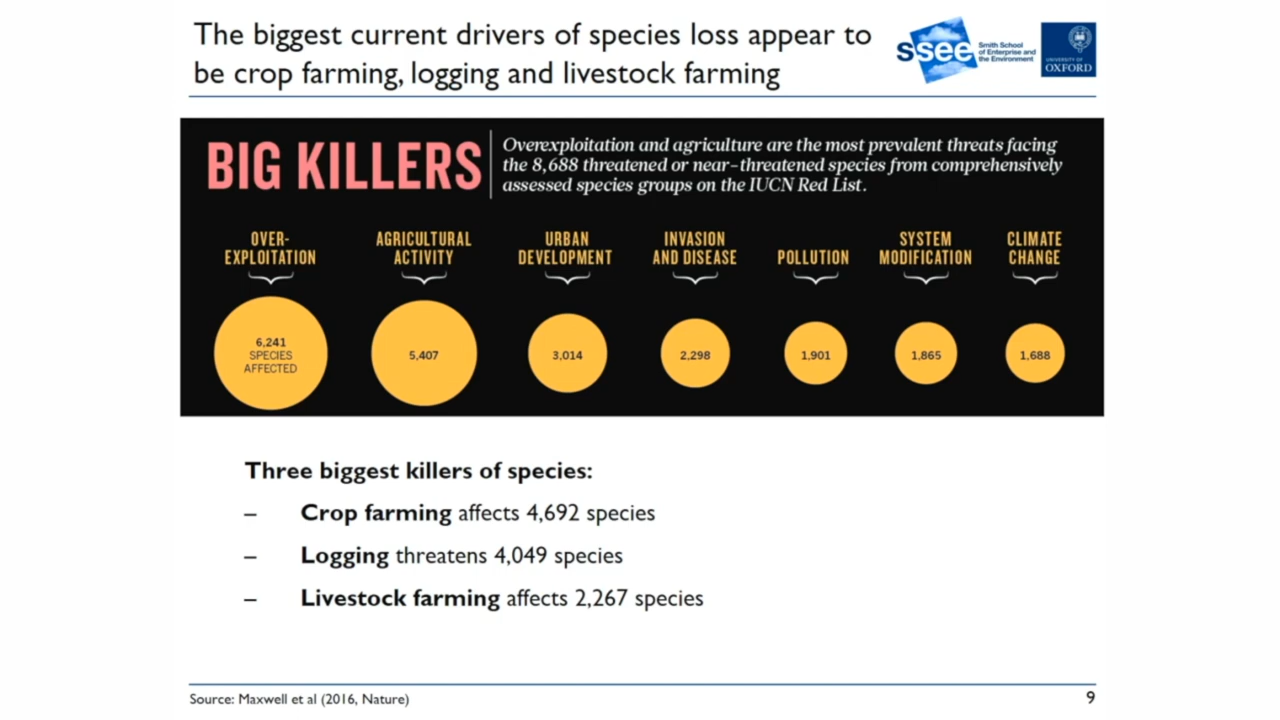 The biggest current drivers of species loss appear to
be crop farming, logging and livestock farming
ssee
Smith School
of Enterprise and
the Environment
UNIVERSITY OF
OXFORD
BIG KILLERS
Overexploitation and agriculture are the most prevalent threats facing
the 8,688 threatened or near-threatened species from comprehensively
assessed species groups on the IUCN Red List.
OVER-
EXPLOITATION
AGRICULTURAL
ACTIVITY
URBAN
DEVELOPMENT
INVASION
AND DISEASE
POLLUTION
SYSTEM
MODIFICATION
CLIMATE
CHANGE
6,241
SPECIES
AFFECTED
5,407
3,014
2,298
1,901
1,865
1,688
Three biggest killers of species:
– Crop farming affects 4,692 species
– Logging threatens 4,049 species
– Livestock farming affects 2,267 species
Source: Maxwell et al (2016, Nature)
9